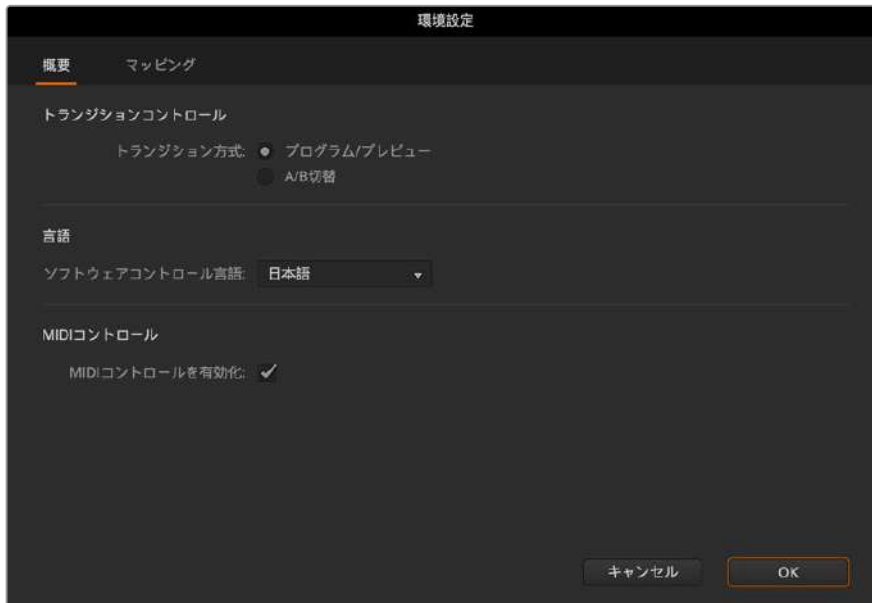 環境設定
概要 マッピング
トランジションコントロール
トランジション方式: プログラム/プレビュー
A/B切替
言語
ソフトウェアコントロール言語: 日本語
MIDIコントロール
MIDIコントロールを有効化:
キャンセル OK